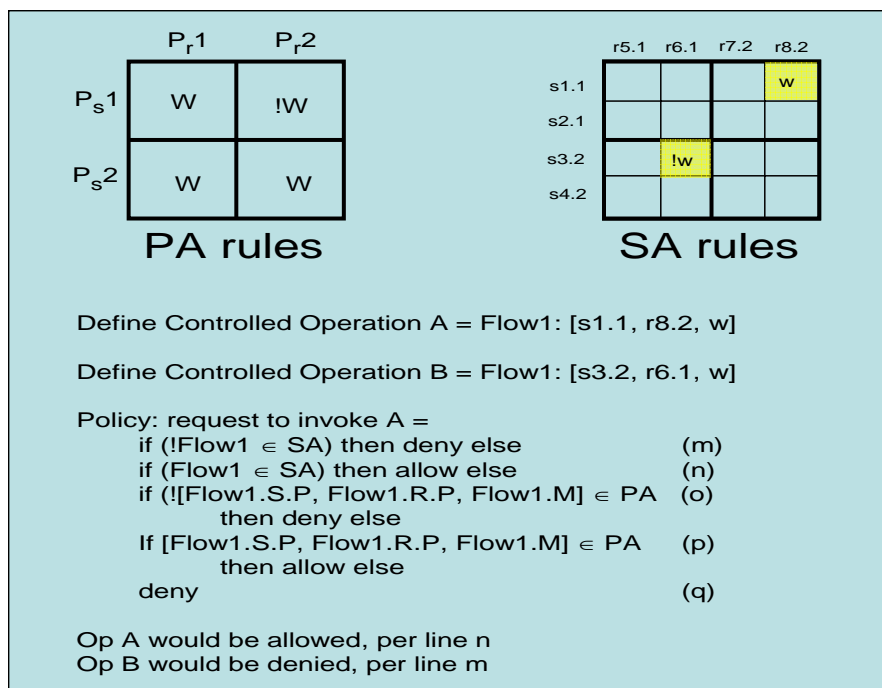 Pr1 Pr2
Ps1 W !W
Ps2 W W
PA rules
r5.1 r6.1 r7.2 r8.2
s1.1 w
s2.1
s3.2 !w
s4.2
SA rules
Define Controlled Operation A = Flow1: [s1.1, r8.2, w]
Define Controlled Operation B = Flow1: [s3.2, r6.1, w]
Policy: request to invoke A =
if (!Flow1 ∈ SA) then deny else (m)
if (Flow1 ∈ SA) then allow else (n)
if (![Flow1.S.P, Flow1.R.P, Flow1.M] ∈ PA (o)
then deny else
If [Flow1.S.P, Flow1.R.P, Flow1.M] ∈ PA (p)
then allow else
deny (q)
Op A would be allowed, per line n
Op B would be denied, per line m